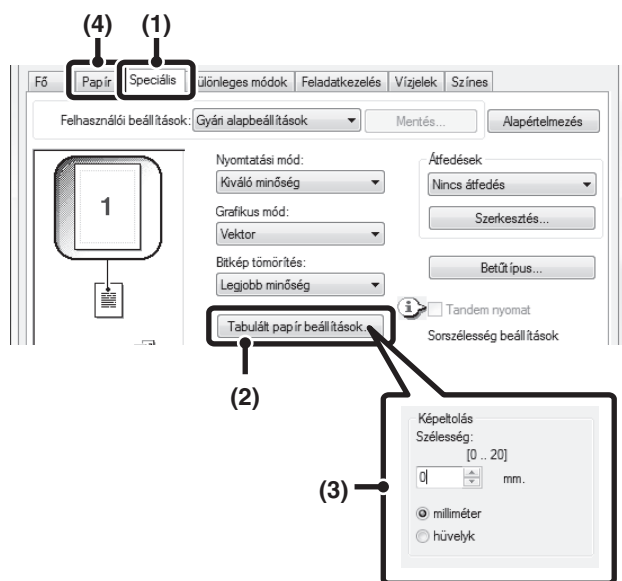 (4) (1)
Fő Papír Speciális ülönleges módok Feladatkezelés Vízjelek Színes
Felhasználói beállítások: Gyári alapbeállítások Mentés... Alapértelmezés
Nyomtatási mód:
Kiváló minőség
Átfedések
Nincs átfedés
1
Grafikus mód:
Vektor
Szerkesztés...
Bitkép tömörítés:
Legjobb minőség
Betűtípus...
Tandem nyomat
Tabulált papír beállítások...
Sorszélesség beállítások
(2)
Képeltolás
Szélesség:
[0 .. 20]
0 mm.
(3)
milliméter
hüvelyk